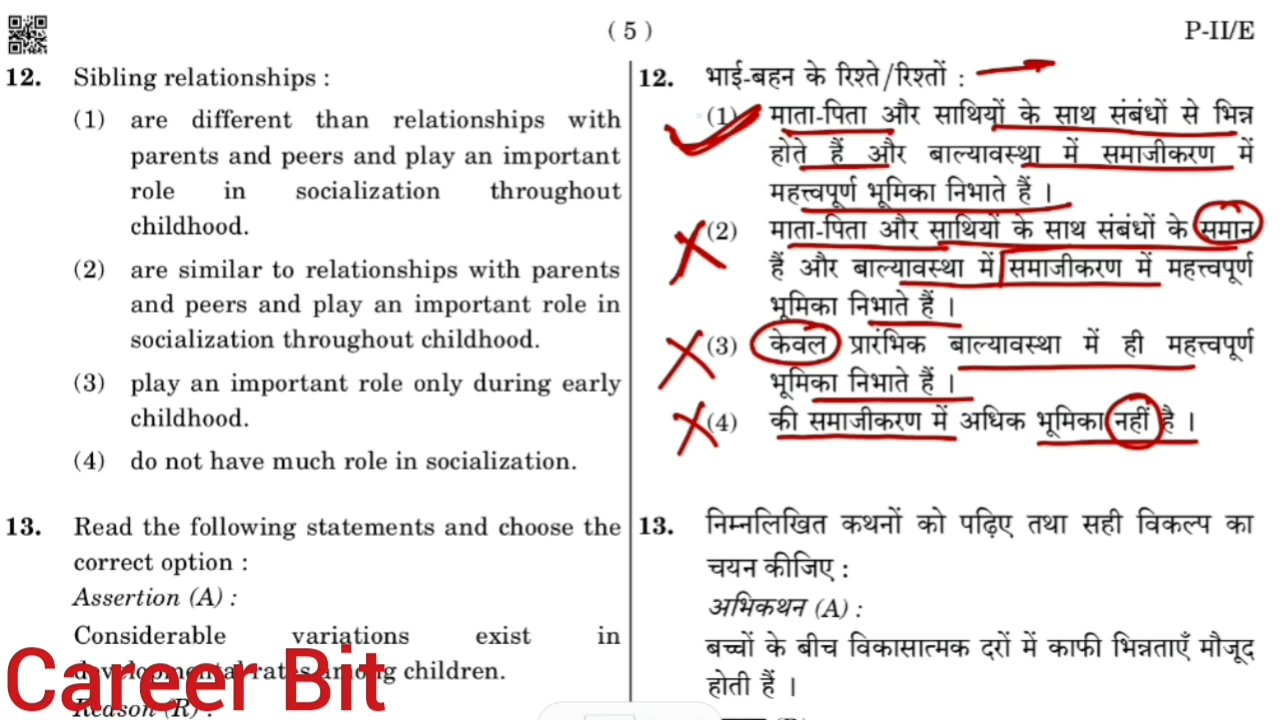 ( 5 )
P-II/E
12. Sibling relationships :
(1) are different than relationships with
parents and peers and play an important
role in socialization throughout
childhood.
(2) are similar to relationships with parents
and peers and play an important role in
socialization throughout childhood.
(3) play an important role only during early
childhood.
(4) do not have much role in socialization.
13. Read the following statements and choose the
correct option :
Assertion (A) :
Considerable variations exist in
developmental rates among children.
Reason (R) :
12. भाई-बहन के रिश्ते/रिश्तों :
(1) माता-पिता और साथियों के साथ संबंधों से भिन्न
होते हैं और बाल्यावस्था में समाजीकरण में
महत्त्वपूर्ण भूमिका निभाते हैं ।
(2) माता-पिता और साथियों के साथ संबंधों के समान
हैं और बाल्यावस्था में समाजीकरण में महत्त्वपूर्ण
भूमिका निभाते हैं ।
(3) केवल प्रारंभिक बाल्यावस्था में ही महत्त्वपूर्ण
भूमिका निभाते हैं ।
(4) की समाजीकरण में अधिक भूमिका नहीं है ।
13. निम्नलिखित कथनों को पढ़िए तथा सही विकल्प का
चयन कीजिए :
अभिकथन (A) :
बच्चों के बीच विकासात्मक दरों में काफी भिन्नताएँ मौजूद
होती हैं ।
Career Bit